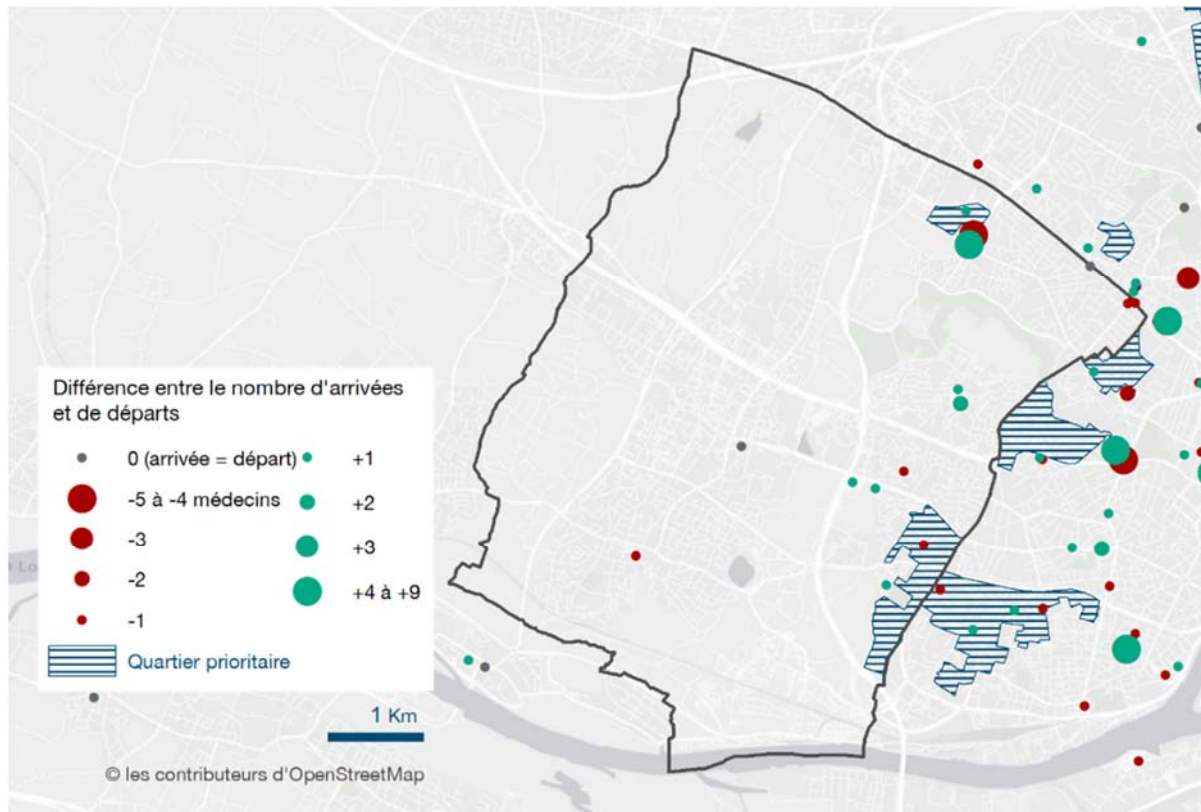 Différence entre le nombre d'arrivées
et de départs
0 (arrivée = départ)
+1
-5 à -4 médecins
+2
-3
+3
-2
+4 à +9
-1
Quartier prioritaire
1 Km
© les contributeurs d'OpenStreetMap